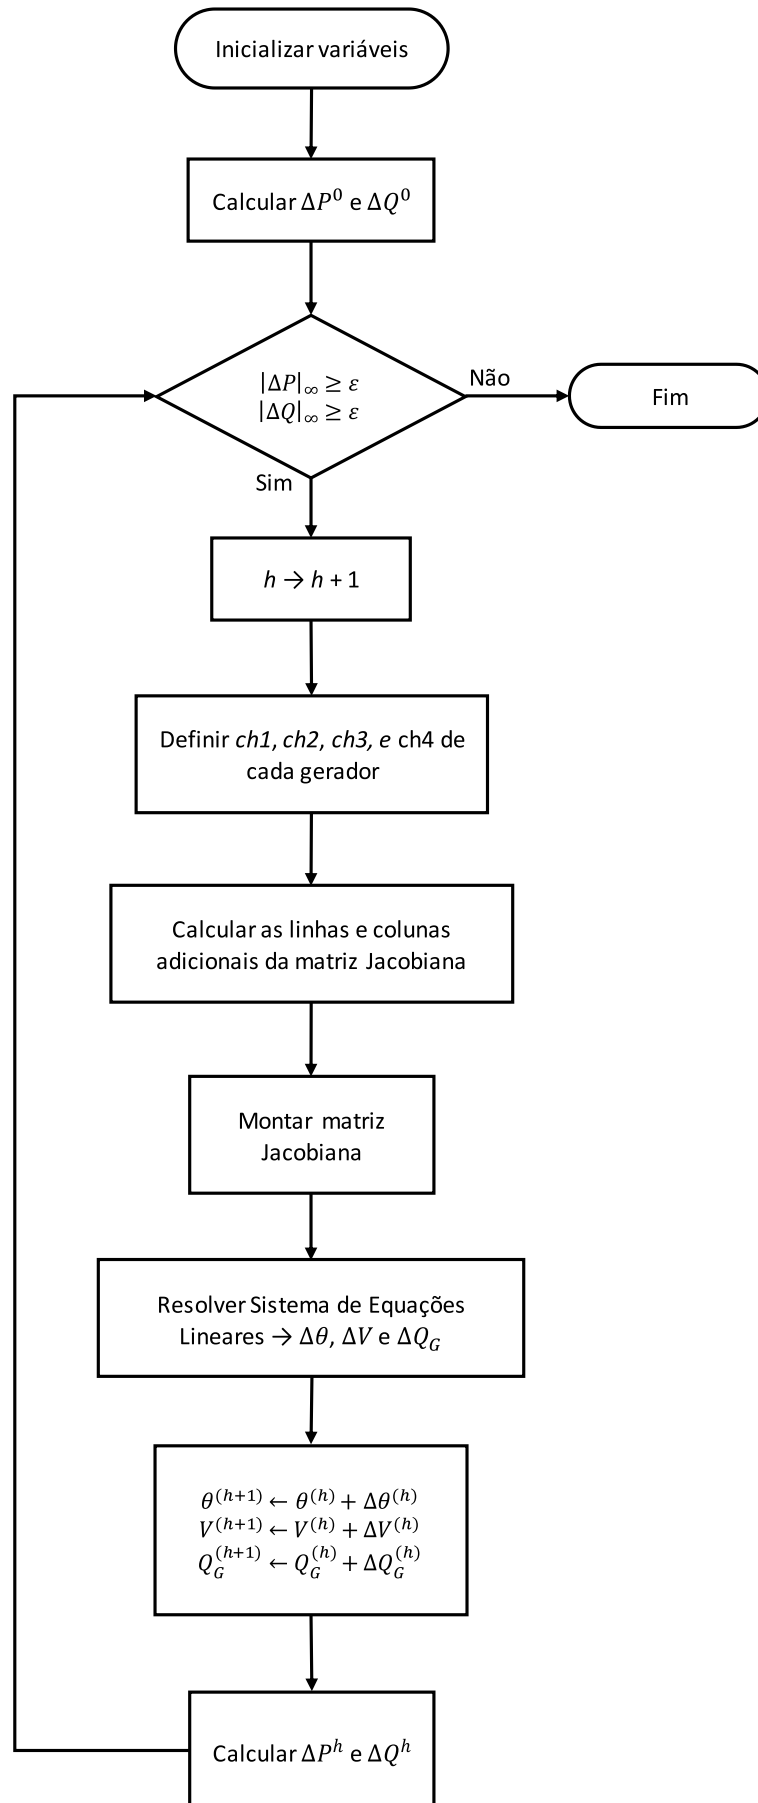 Inicializar variáveis
Calcular ΔP⁰ e ΔQ⁰
|ΔP|∞ ≥ ε
|ΔQ|∞ ≥ ε
Não
Fim
Sim
h → h + 1
Definir ch1, ch2, ch3, e ch4 de
cada gerador
Calcular as linhas e colunas
adicionais da matriz Jacobiana
Montar matriz
Jacobiana
Resolver Sistema de Equações
Lineares → Δθ, ΔV e ΔQ_G
θ^(h+1) ← θ^(h) + Δθ^(h)
V^(h+1) ← V^(h) + ΔV^(h)
Q_G^(h+1) ← Q_G^(h) + ΔQ_G^(h)
Calcular ΔP^h e ΔQ^h